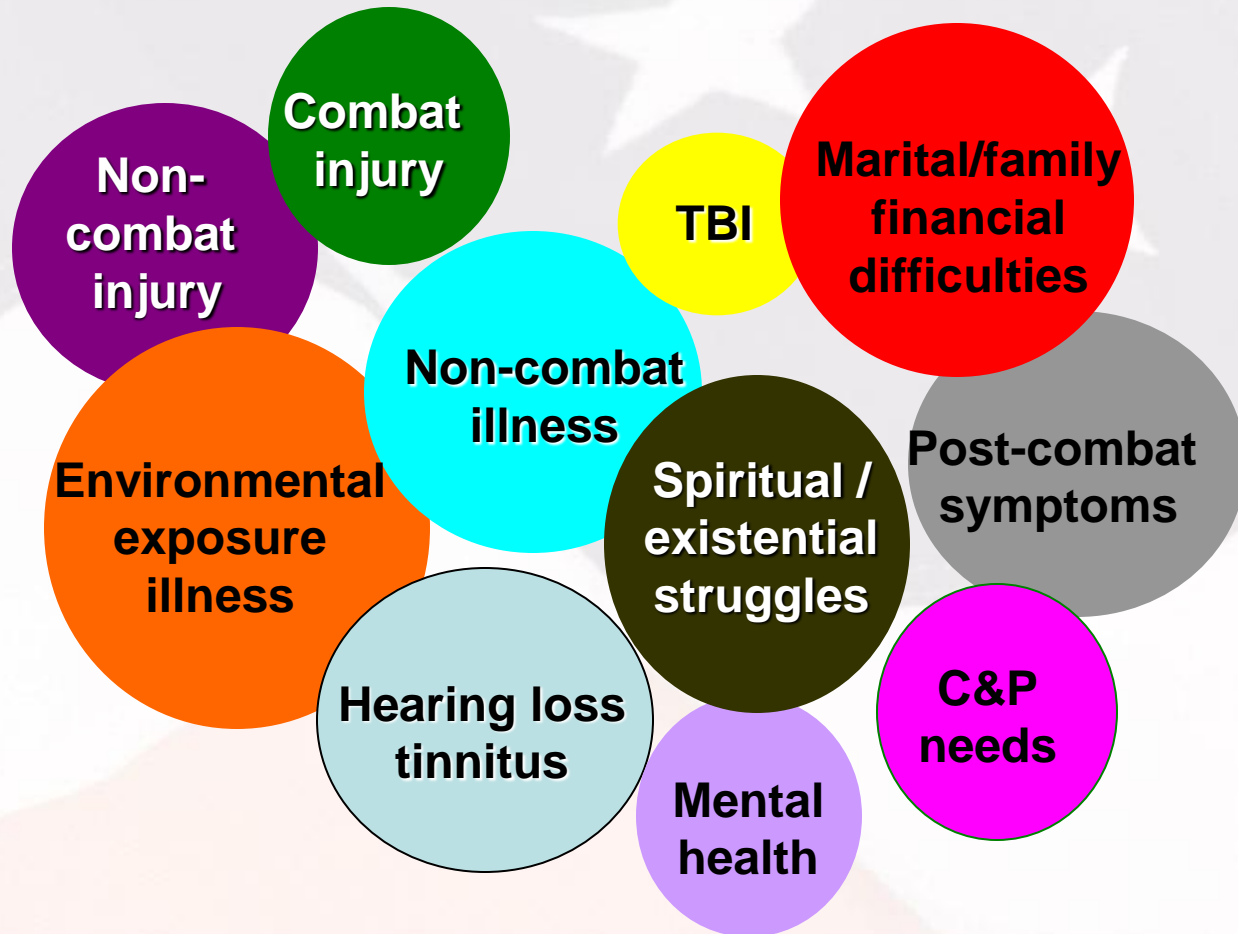 Combat
injury
Non-
combat
injury
TBI
Marital/family
financial
difficulties
Non-combat
illness
Environmental
exposure
illness
Spiritual /
existential
struggles
Post-combat
symptoms
Hearing loss
tinnitus
C&P
needs
Mental
health